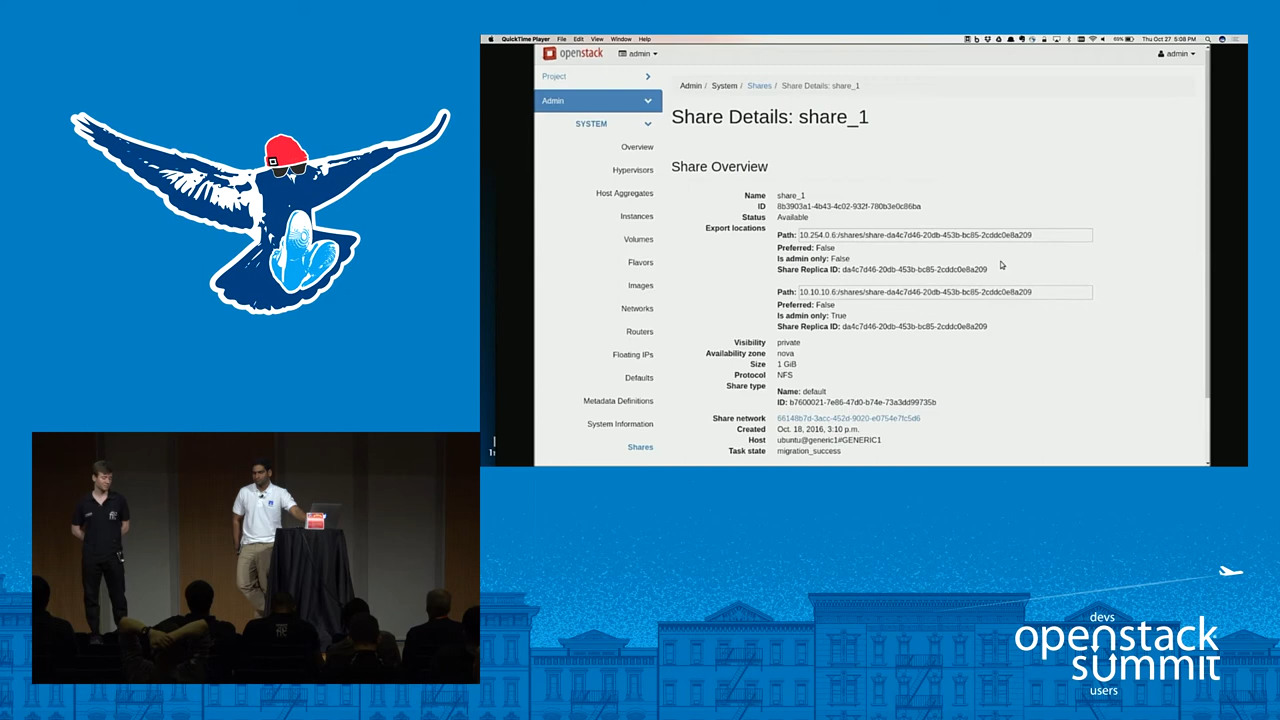 QuickTime Player File Edit View Window Help
65% Thu Oct 27 5:08 PM
openstack admin
admin
Project
Admin
SYSTEM
Overview
Hypervisors
Host Aggregates
Instances
Volumes
Flavors
Images
Networks
Routers
Floating IPs
Defaults
Metadata Definitions
System Information
Shares
Admin / System / Shares / Share Details: share_1
Share Details: share_1
Share Overview
Name share_1
ID 8b3903a1-4b43-4c02-932f-780b3e0c86ba
Status Available
Export locations
Path: 10.254.0.6:/shares/share-da4c7d46-20db-453b-bc85-2cddc0e8a209
Preferred: False
Is admin only: False
Share Replica ID: da4c7d46-20db-453b-bc85-2cddc0e8a209
Path: 10.10.10.6:/shares/share-da4c7d46-20db-453b-bc85-2cddc0e8a209
Preferred: False
Is admin only: True
Share Replica ID: da4c7d46-20db-453b-bc85-2cddc0e8a209
Visibility private
Availability zone nova
Size 1 GiB
Protocol NFS
Share type
Name: default
ID: b7600021-7e86-47d0-b74e-73a3dd99735b
Share network 66148b7d-3acc-452d-9020-e0754e7fc5d6
Created Oct. 18, 2016, 3:10 p.m.
Host ubuntu@generic1#GENERIC1
Task state migration_success
devs
openstack
summit
users